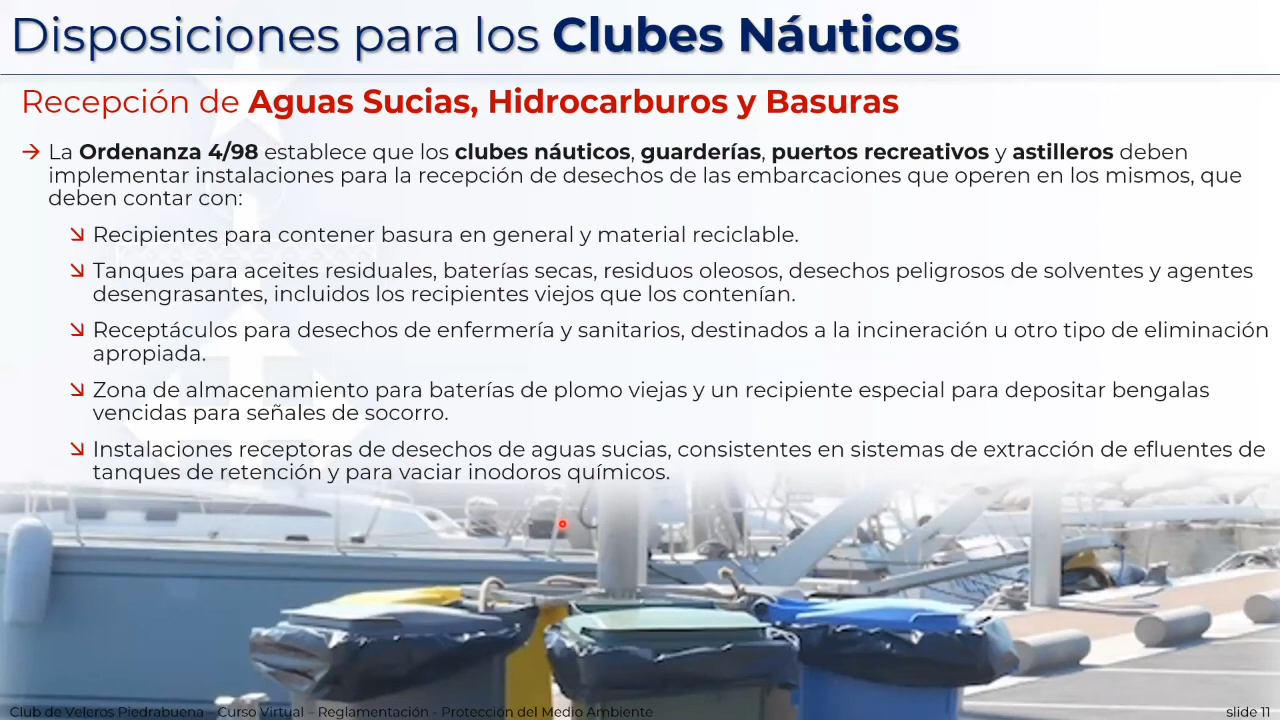 Disposiciones para los Clubes Náuticos
Recepción de Aguas Sucias, Hidrocarburos y Basuras
→ La Ordenanza 4/98 establece que los clubes náuticos, guarderías, puertos recreativos y astilleros deben
implementar instalaciones para la recepción de desechos de las embarcaciones que operen en los mismos, que
deben contar con:
↘ Recipientes para contener basura en general y material reciclable.
↘ Tanques para aceites residuales, baterías secas, residuos oleosos, desechos peligrosos de solventes y agentes
desengrasantes, incluidos los recipientes viejos que los contenían.
↘ Receptáculos para desechos de enfermería y sanitarios, destinados a la incineración u otro tipo de eliminación
apropiada.
↘ Zona de almacenamiento para baterías de plomo viejas y un recipiente especial para depositar bengalas
vencidas para señales de socorro.
↘ Instalaciones receptoras de desechos de aguas sucias, consistentes en sistemas de extracción de efluentes de
tanques de retención y para vaciar inodoros químicos.
Club de Veleros Piedrabuena – Curso Virtual – Reglamentación - Protección del Medio Ambiente
slide 11